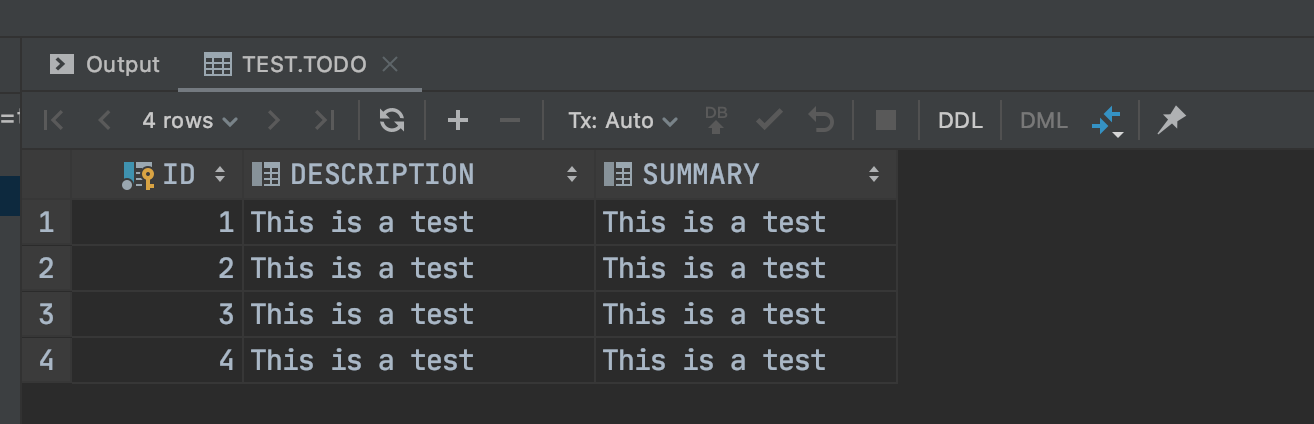 Output TEST.TODO
4 rows Tx: Auto DB DDL DML
ID DESCRIPTION SUMMARY
1 1 This is a test This is a test
2 2 This is a test This is a test
3 3 This is a test This is a test
4 4 This is a test This is a test